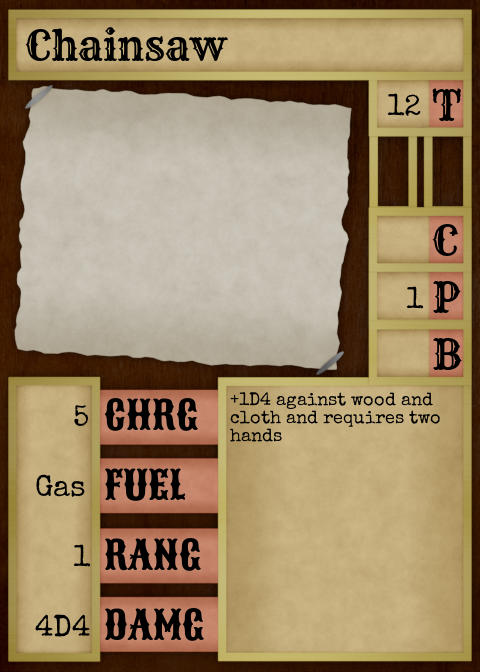 Chainsaw
12 T
C
1 P
B
5 CHRG
Gas FUEL
1 RANG
4D4 DAMG
+1D4 against wood and
cloth and requires two
hands